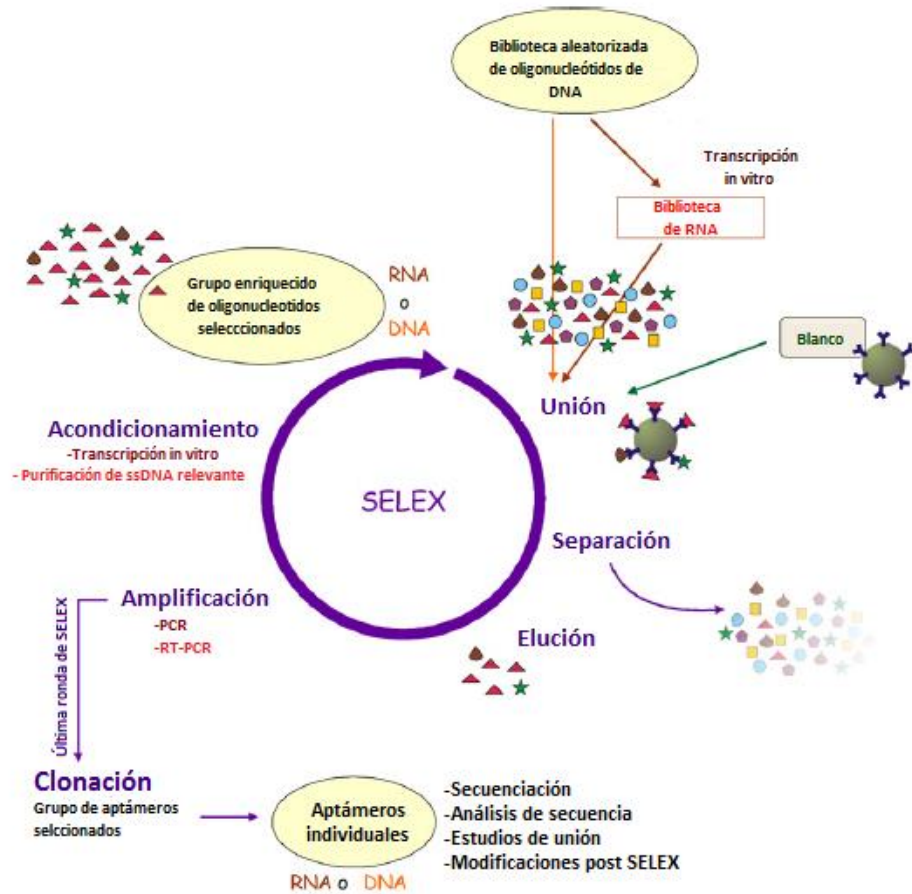 Biblioteca aleatorizada
de oligonucleótidos de
DNA
Transcripción
in vitro
Biblioteca
de RNA
Grupo enriquecido
de oligonucleotidos
selecccionados
RNA
o
DNA
Blanco
Unión
Acondicionamiento
-Transcripción in vitro
- Purificación de ssDNA relevante
SELEX
Separación
Amplificación
-PCR
-RT-PCR
Elución
Última ronda de SELEX
Clonación
Grupo de aptámeros
selccionados
Aptámeros
individuales
RNA o DNA
-Secuenciación
-Análisis de secuencia
-Estudios de unión
-Modificaciones post SELEX